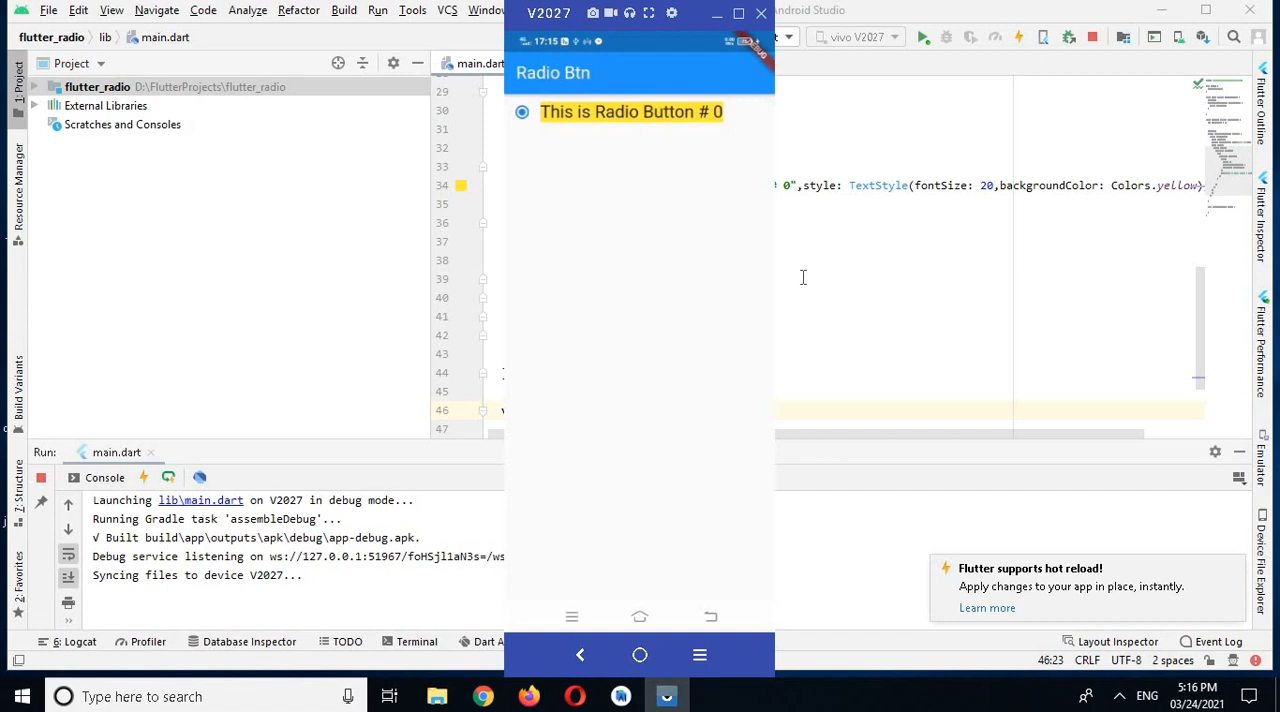 File Edit View Navigate Code Analyze Refactor Build Run Tools VCS Window
V2027
Android Studio
flutter_radio lib main.dart
vivo V2027
Project
main.dart
17:15
Radio Btn
This is Radio Button # 0
flutter_radio D:\FlutterProjects\flutter_radio
External Libraries
Scratches and Consoles
29
30
31
32
33
34
# 0",style: TextStyle(fontSize: 20,backgroundColor: Colors.yellow)
35
36
37
38
39
40
41
42
43
44
45
46
47
1: Project
Resource Manager
Build Variants
7: Structure
2: Favorites
Flutter Outline
Flutter Inspector
Flutter Performance
Emulator
Device File Explorer
Run: main.dart
Console
Launching lib\main.dart on V2027 in debug mode...
Running Gradle task 'assembleDebug'...
√ Built build\app\outputs\apk\debug\app-debug.apk.
Debug service listening on ws://127.0.0.1:51967/foHSjl1aN3s=/ws
Syncing files to device V2027...
Flutter supports hot reload!
Apply changes to your app in place, instantly.
Learn more
6: Logcat Profiler Database Inspector TODO Terminal Dart A
Layout Inspector Event Log
46:23 CRLF UTF-8 2 spaces
Type here to search
ENG
5:16 PM
03/24/2021